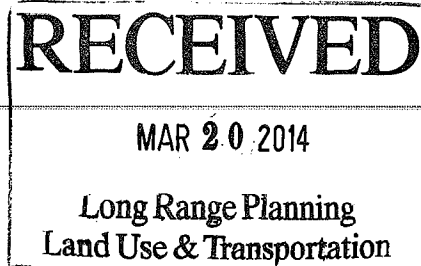 RECEIVED
MAR 20 2014
Long Range Planning
Land Use & Transportation